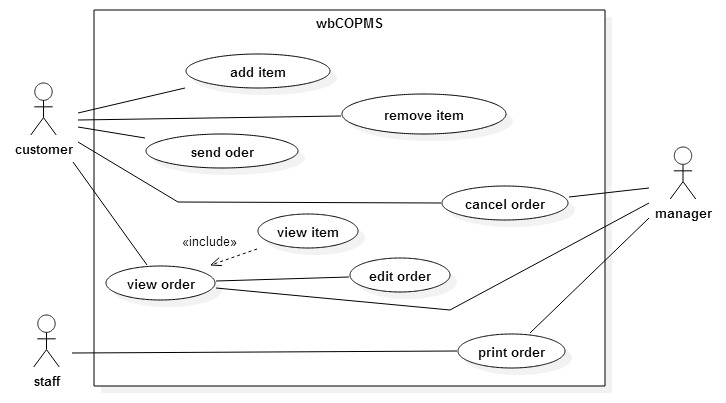 wbCOPMS
add item
remove item
customer
send oder
manager
cancel order
view item
«include»
edit order
view order
print order
staff